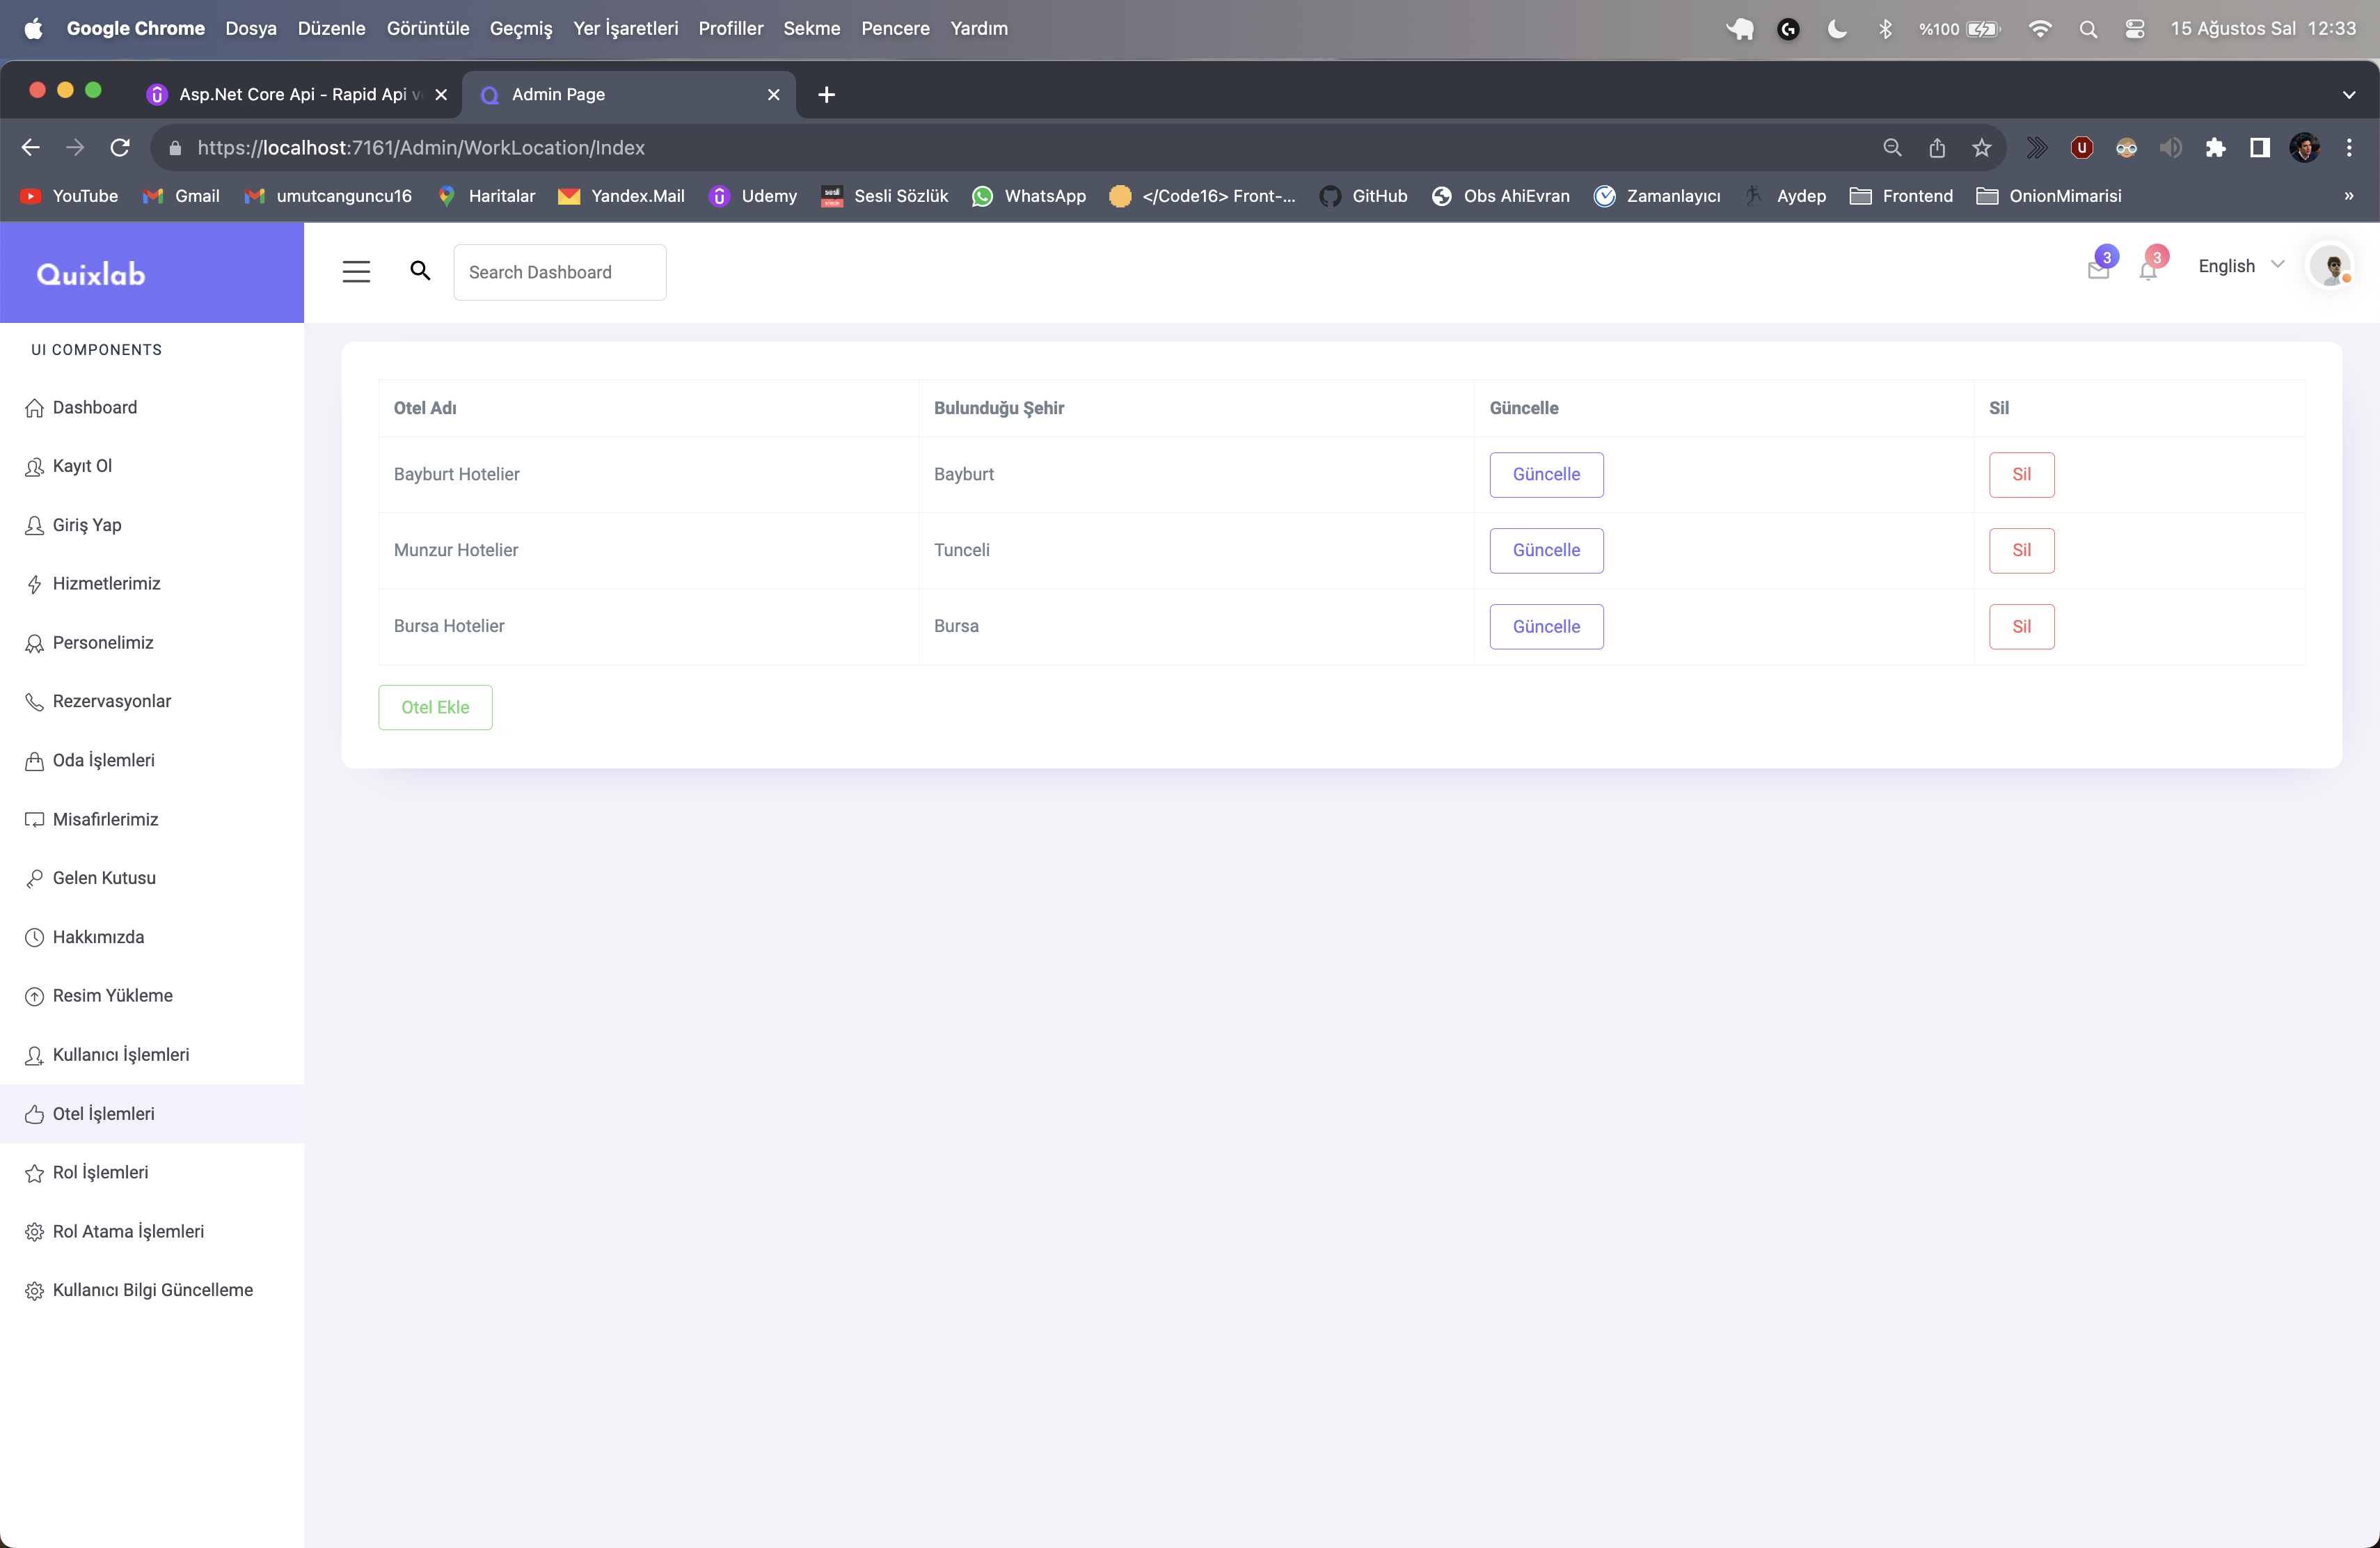 Google Chrome Dosya Düzenle Görüntüle Geçmiş Yer İşaretleri Profiller Sekme Pencere Yardım %100 15 Ağustos Sal 12:33
Asp.Net Core Api - Rapid Api Admin Page
https://localhost:7161/Admin/WorkLocation/Index
YouTube Gmail umutcanguncu16 Haritalar Yandex.Mail Udemy Sesli Sözlük WhatsApp </Code16> Front-... GitHub Obs AhiEvran Zamanlayıcı Aydep Frontend OnionMimarisi »
Quixlab
Search Dashboard
3 3 English
UI COMPONENTS
Dashboard
Kayıt Ol
Giriş Yap
Hizmetlerimiz
Personelimiz
Rezervasyonlar
Oda İşlemleri
Misafirlerimiz
Gelen Kutusu
Hakkımızda
Resim Yükleme
Kullanıcı İşlemleri
Otel İşlemleri
Rol İşlemleri
Rol Atama İşlemleri
Kullanıcı Bilgi Güncelleme
Otel Adı Bulunduğu Şehir Güncelle Sil
Bayburt Hotelier Bayburt Güncelle Sil
Munzur Hotelier Tunceli Güncelle Sil
Bursa Hotelier Bursa Güncelle Sil
Otel Ekle